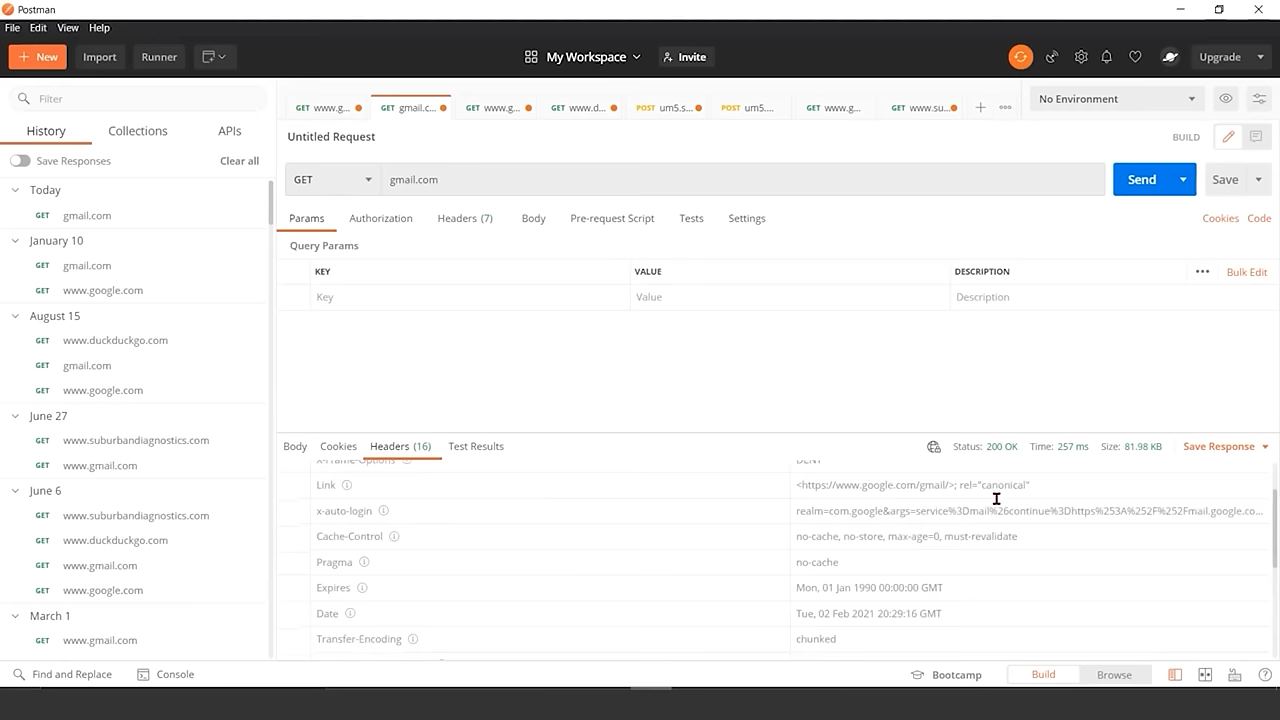 Postman
File Edit View Help
+ New Import Runner My Workspace Invite Upgrade
Filter
GET www.g... GET gmail.c... GET www.g... GET www.d... POST um5.s... POST um5.... GET www.g... GET www.su... + ••• No Environment
History Collections APIs
Untitled Request BUILD
Save Responses Clear all
GET gmail.com Send Save
Today
GET gmail.com
Params Authorization Headers (7) Body Pre-request Script Tests Settings Cookies Code
January 10
Query Params
GET gmail.com
KEY VALUE DESCRIPTION ••• Bulk Edit
GET www.google.com
Key Value Description
August 15
GET www.duckduckgo.com
GET gmail.com
GET www.google.com
June 27
GET www.suburbandiagnostics.com
Body Cookies Headers (16) Test Results Status: 200 OK Time: 257 ms Size: 81.98 KB Save Response
GET www.gmail.com
X-Frame-Options DENY
Link <https://www.google.com/gmail/>; rel="canonical"
June 6
x-auto-login realm=com.google&args=service%3Dmail%26continue%3Dhttps%253A%252F%252Fmail.google.co...
GET www.suburbandiagnostics.com
Cache-Control no-cache, no-store, max-age=0, must-revalidate
GET www.duckduckgo.com
Pragma no-cache
GET www.gmail.com
Expires Mon, 01 Jan 1990 00:00:00 GMT
GET www.google.com
Date Tue, 02 Feb 2021 20:29:16 GMT
March 1
Transfer-Encoding chunked
GET www.gmail.com
Find and Replace Console Bootcamp Build Browse